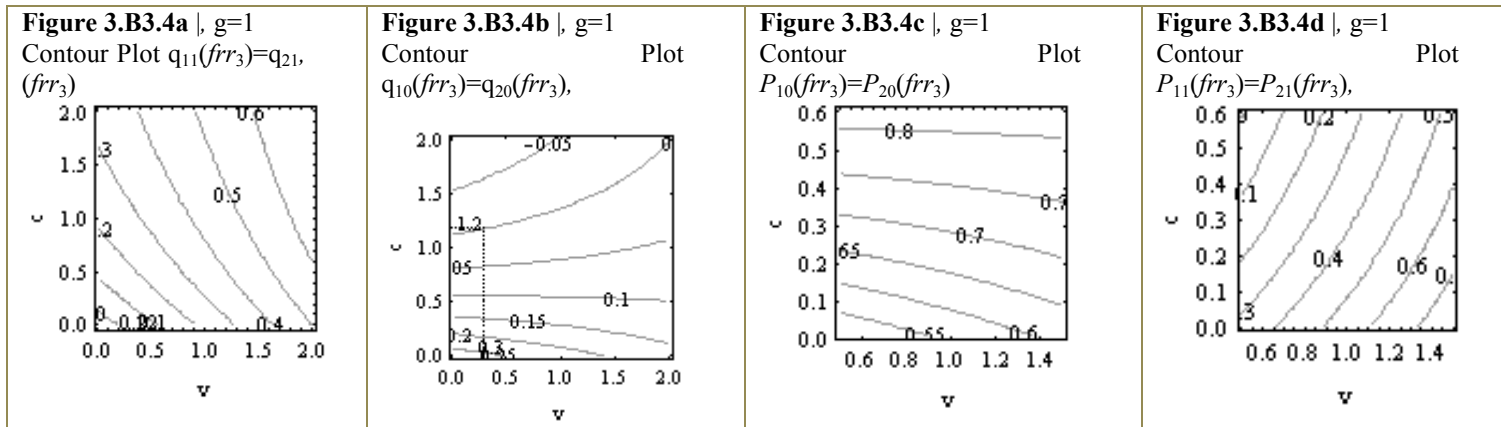 Figure 3.B3.4a |, g=1
Contour Plot q11(frr3)=q21,
(frr3)
2.0
1.5
1.0
0.5
0.0
c
0.6
.3
0.5
.2
0
0.4
0.0 0.5 1.0 1.5 2.0
v
Figure 3.B3.4b |, g=1
Contour Plot
q10(frr3)=q20(frr3),
2.0
1.5
1.0
0.5
0.0
c
-0.05
0
1.2
05
0.1
0.15
0.2
0.3
0.0 0.5 1.0 1.5 2.0
v
Figure 3.B3.4c |, g=1
Contour Plot
P10(frr3)=P20(frr3)
0.6
0.5
0.4
0.3
0.2
0.1
0.0
c
0.8
0.7
65
0.55
0.6
0.6 0.8 1.0 1.2 1.4
v
Figure 3.B3.4d |, g=1
Contour Plot
P11(frr3)=P21(frr3),
0.6
0.5
0.4
0.3
0.2
0.1
0.0
c
0.2
0.5
0.4
0.6
.3
0.6 0.8 1.0 1.2 1.4
v